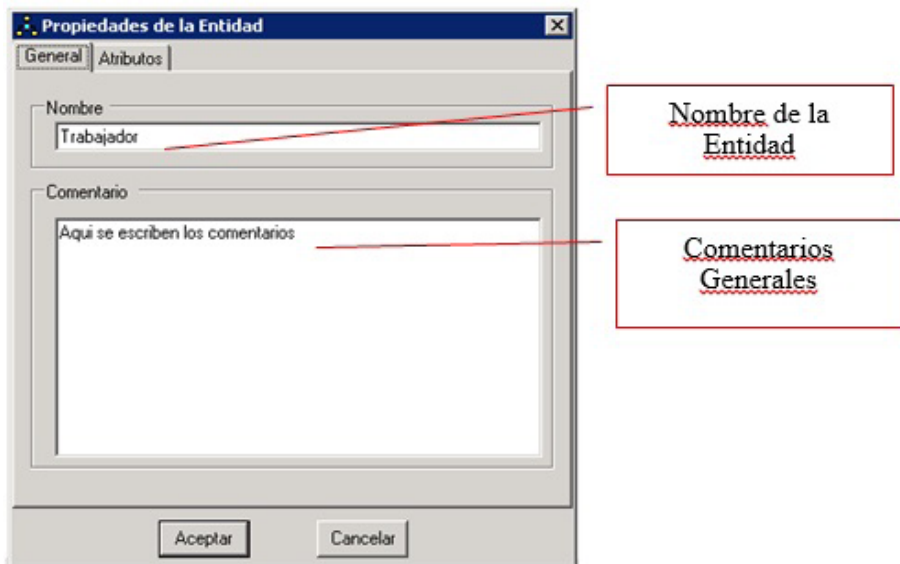 Propiedades de la Entidad
General
Atributos
Nombre
Trabajador
Nombre de la
Entidad
Comentario
Aqui se escriben los comentarios
Comentarios
Generales
Aceptar
Cancelar